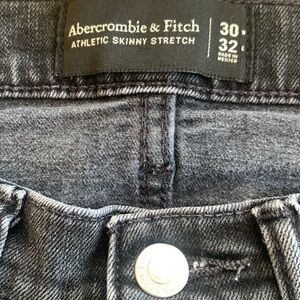 Abercrombie & Fitch
ATHLETIC SKINNY STRETCH
30 W
32 L
MADE IN
MEXICO